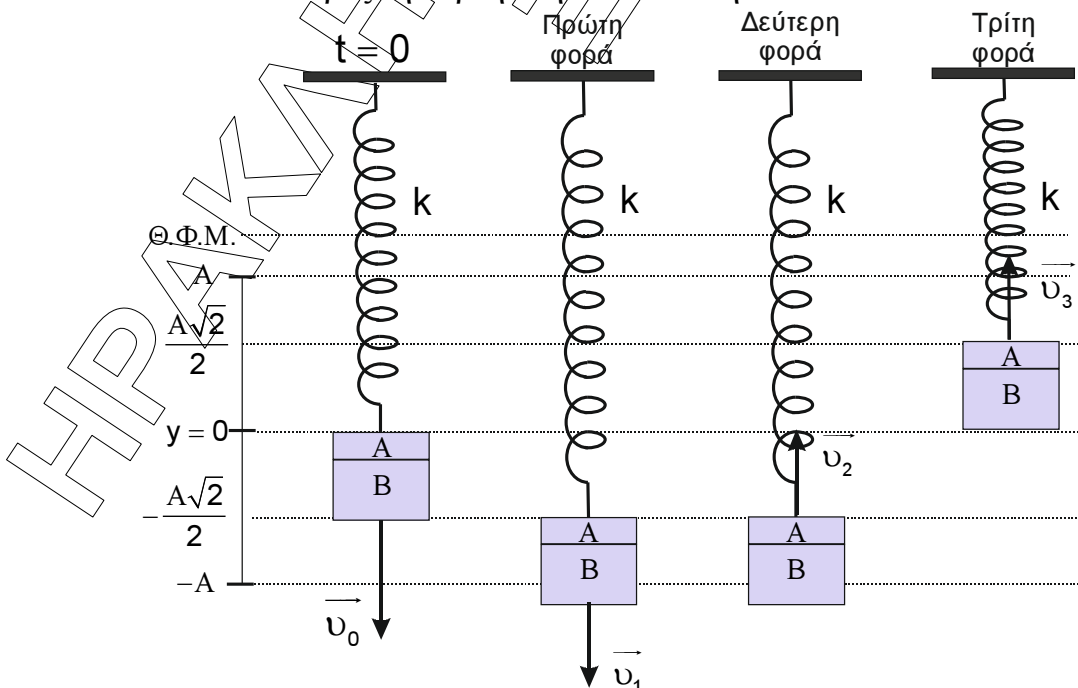 t = 0
Πρώτη
φορά
Δεύτερη
φορά
Τρίτη
φορά
k
k
k
k
Θ.Φ.Μ.
A
A√2
2
y = 0
−A√2
2
−A
A
B
A
B
A
B
A
B
υ0
υ1
υ2
υ3